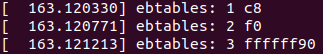 [  163.120330] ebtables: 1 c8
[  163.120771] ebtables: 2 f0
[  163.121213] ebtables: 3 ffffff90